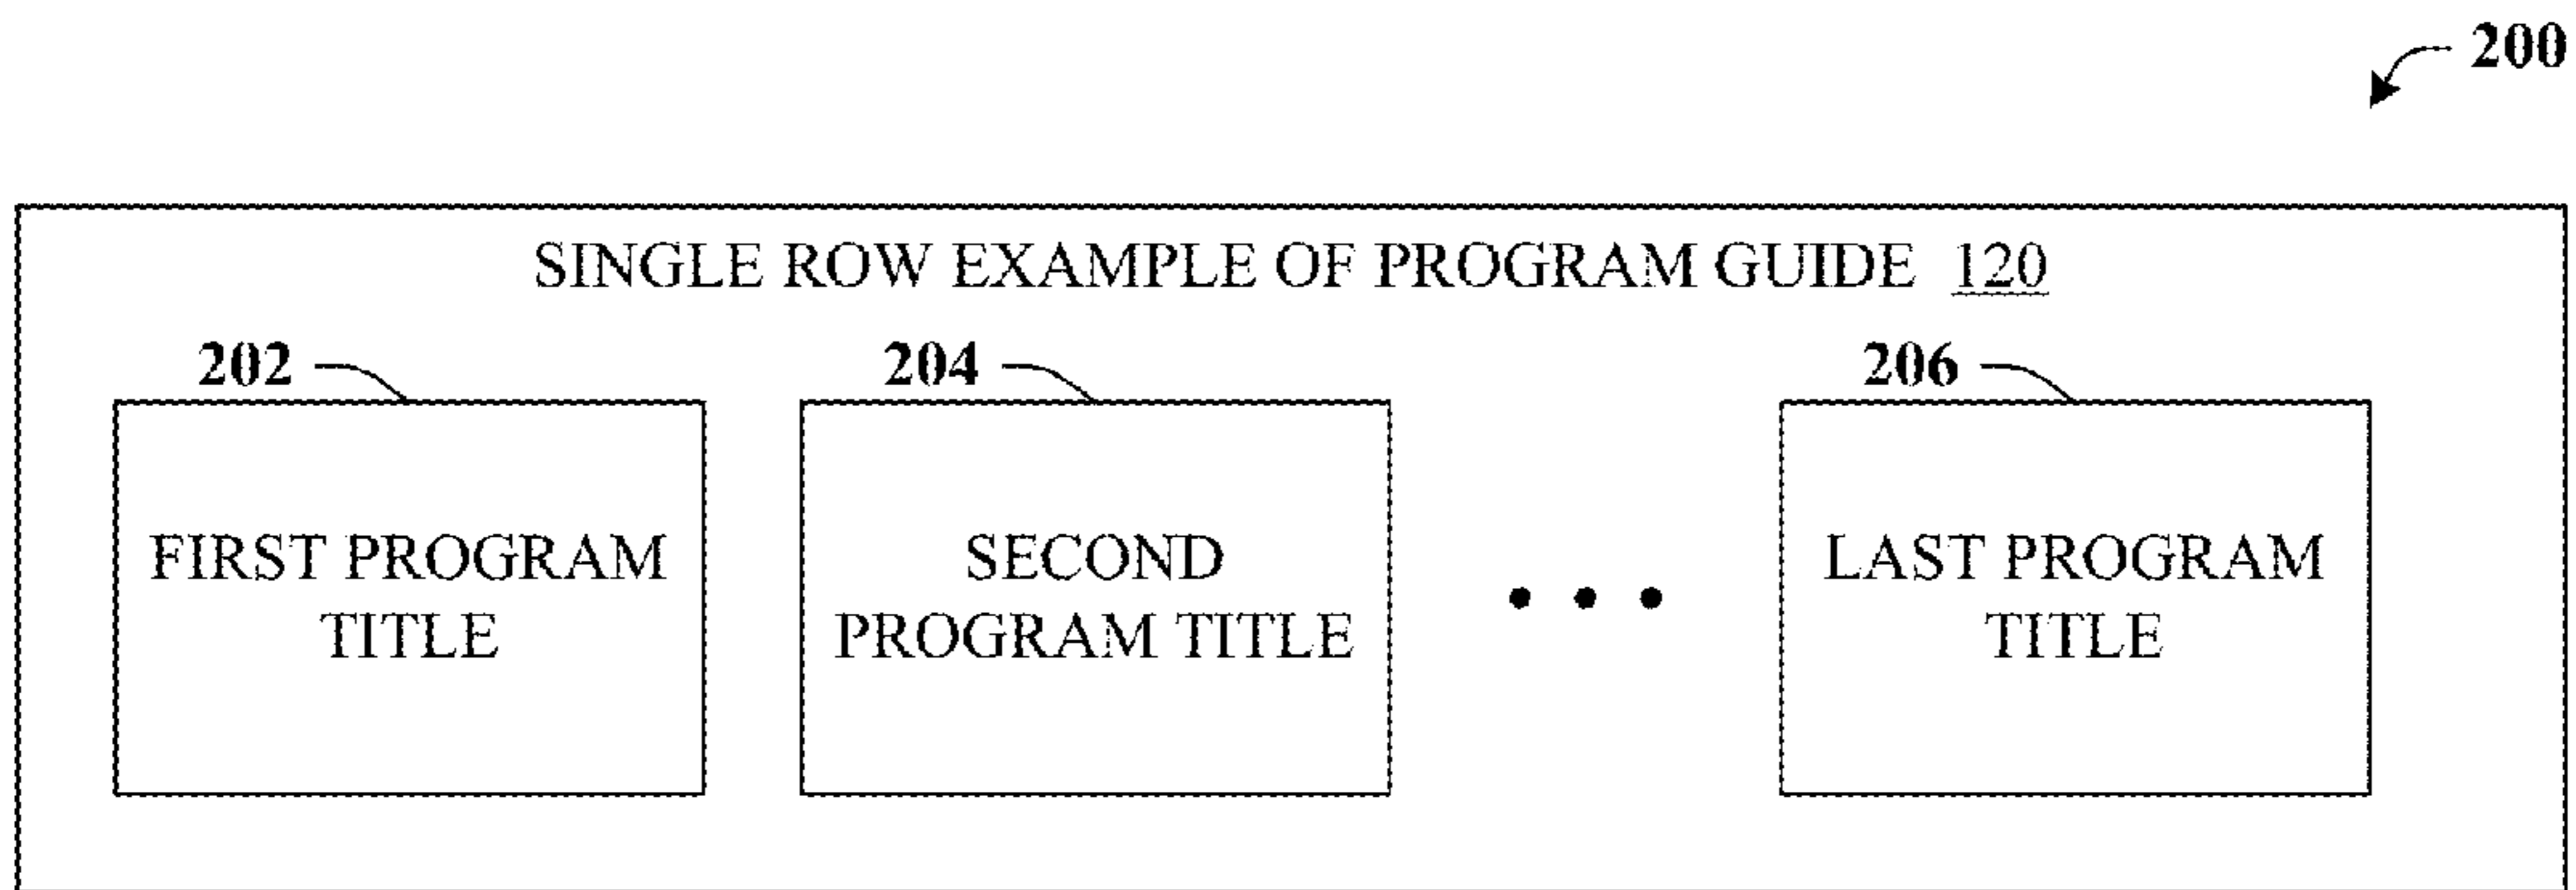 200
SINGLE ROW EXAMPLE OF PROGRAM GUIDE 120
202
204
206
FIRST PROGRAM
TITLE
SECOND
PROGRAM TITLE
• • •
LAST PROGRAM
TITLE